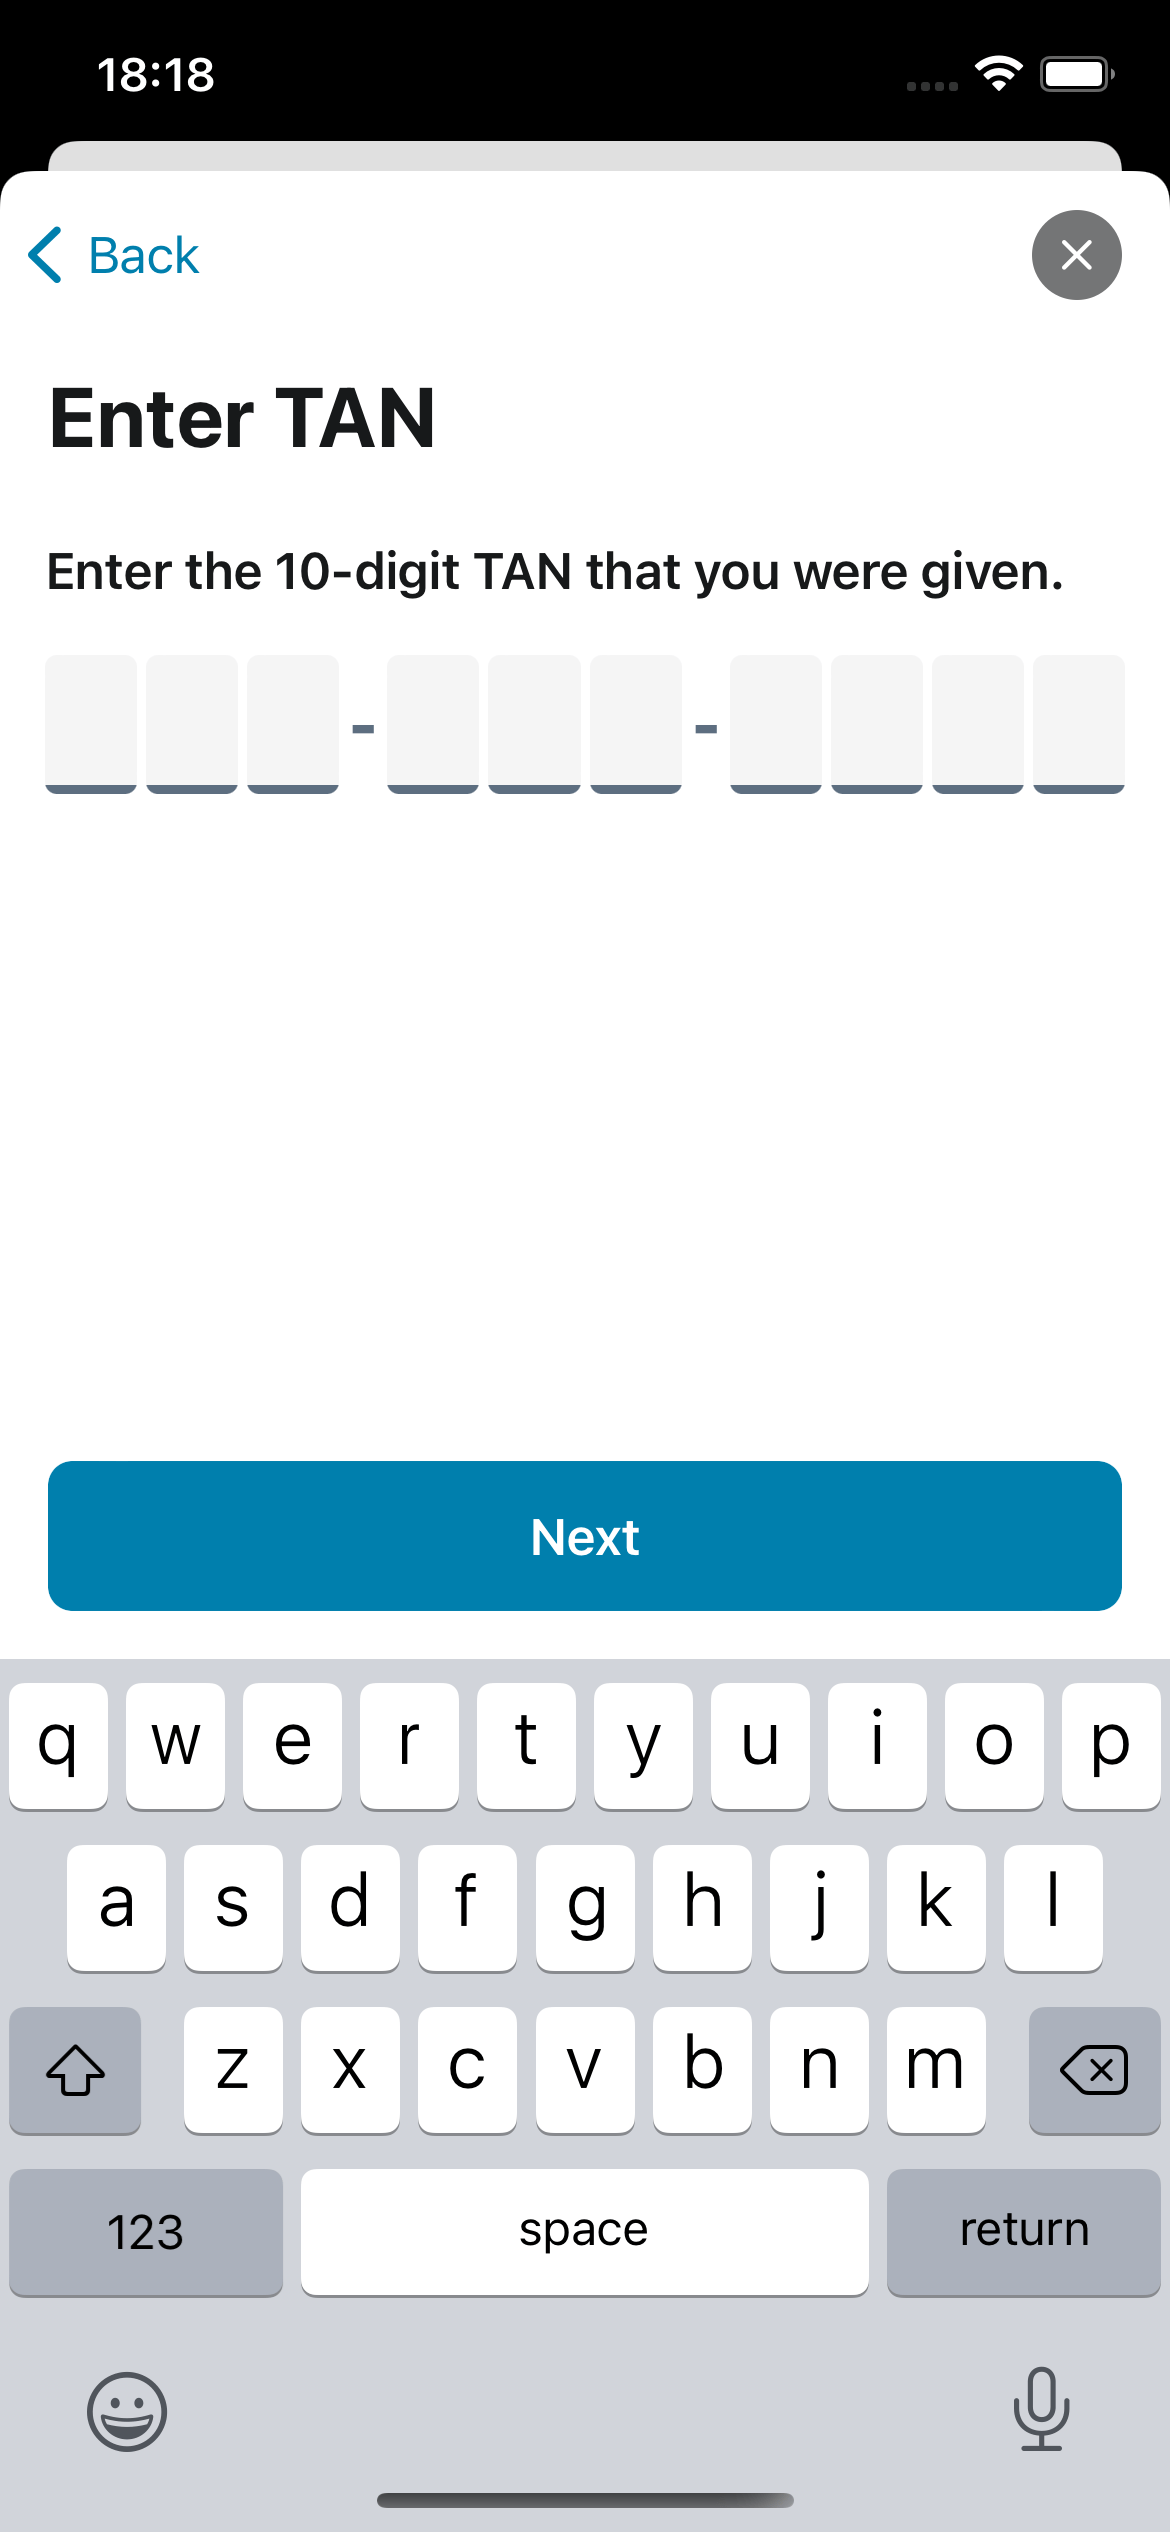 18:18
Back
Enter TAN
Enter the 10-digit TAN that you were given.
- -
Next
q w e r t y u i o p
a s d f g h j k l
z x c v b n m
123 space return